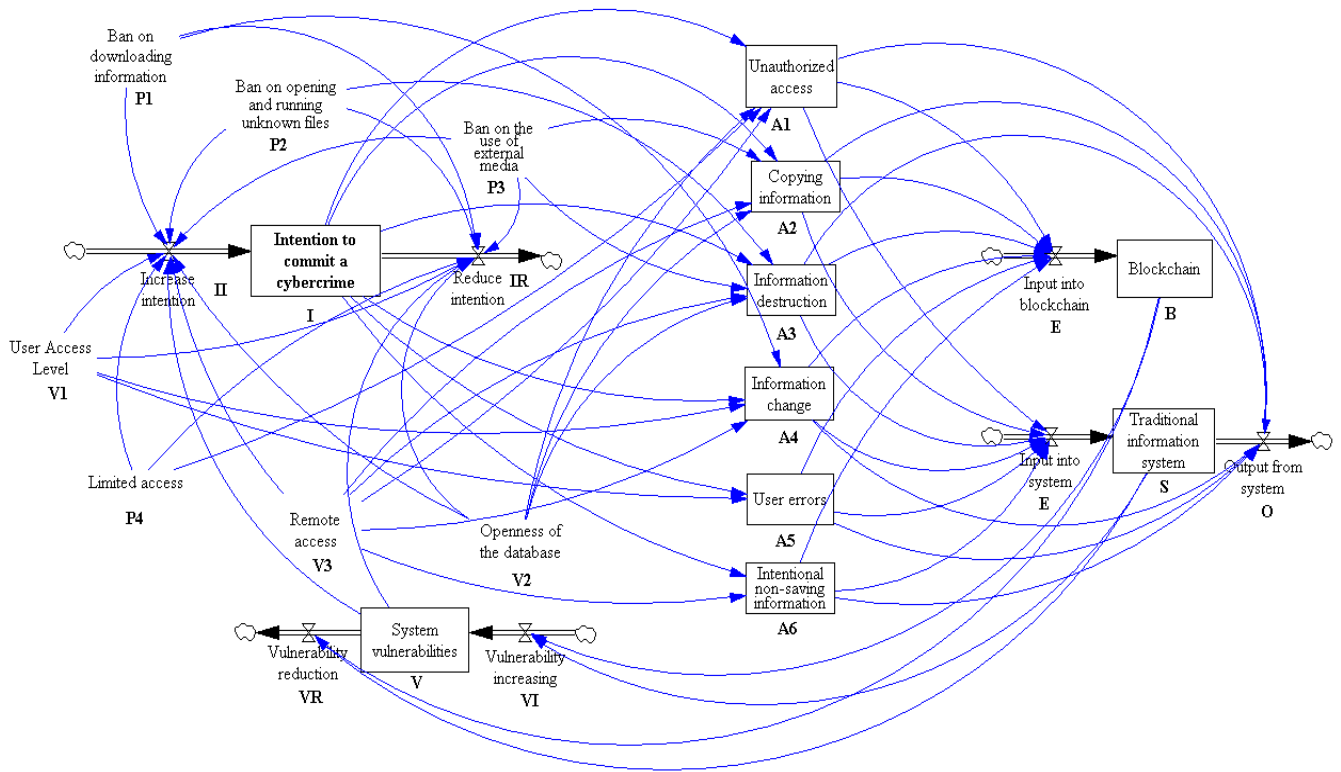 Ban on
downloading
information
P1
Ban on opening
and running
unknown files
P2
Ban on the
use of
external
media
P3
Unauthorized
access
A1
Copying
information
A2
Increase
intention
II
Intention to
commit a
cybercrime
I
Reduce
intention
IR
Information
destruction
A3
Input into
blockchain
E
Blockchain
B
User Access
Level
V1
Information
change
A4
Input into
system
E
Traditional
information
system
S
Output from
system
O
Limited access
P4
Remote
access
V3
Openness of
the database
V2
User errors
A5
Intentional
non-saving
information
A6
Vulnerability
reduction
VR
System
vulnerabilities
V
Vulnerability
increasing
VI